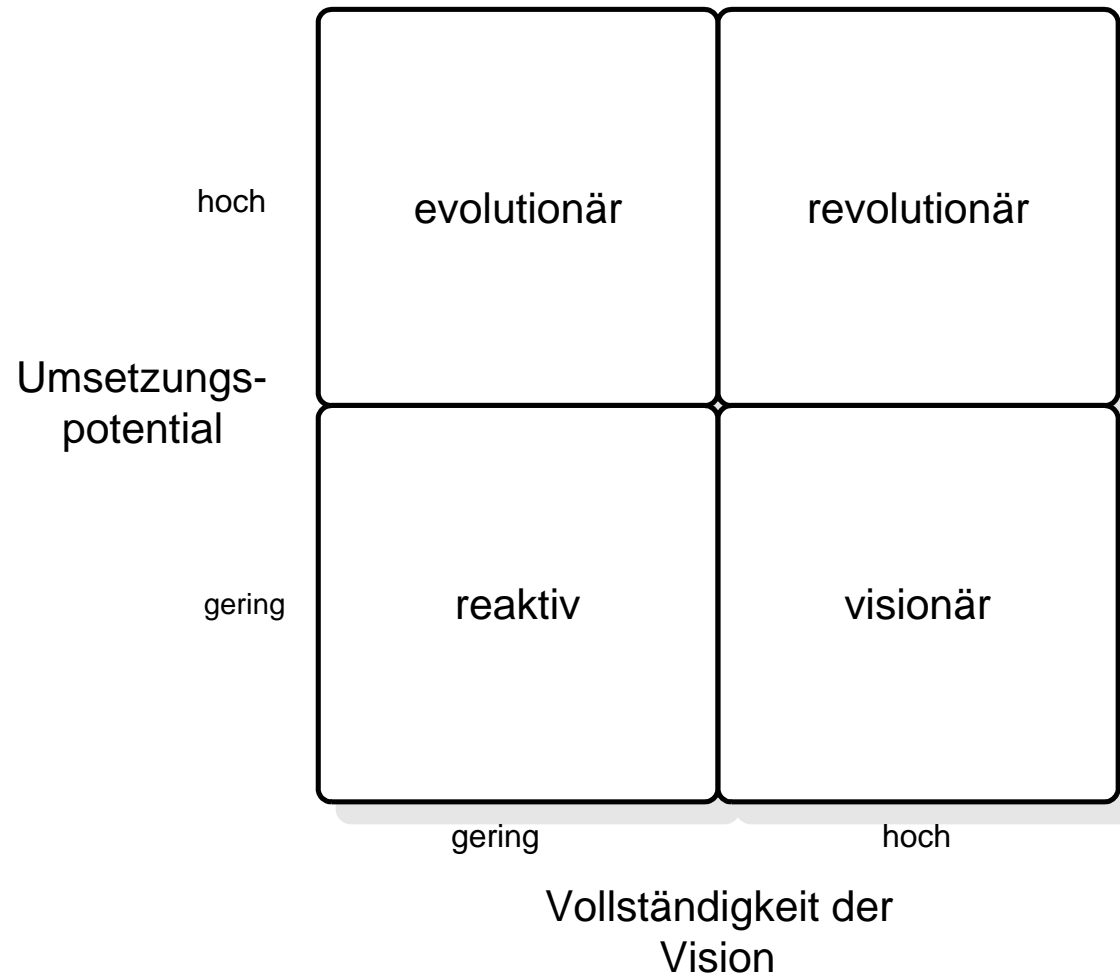 hoch
evolutionär
revolutionär
Umsetzungs-
potential
gering
reaktiv
visionär
gering
hoch
Vollständigkeit der
Vision